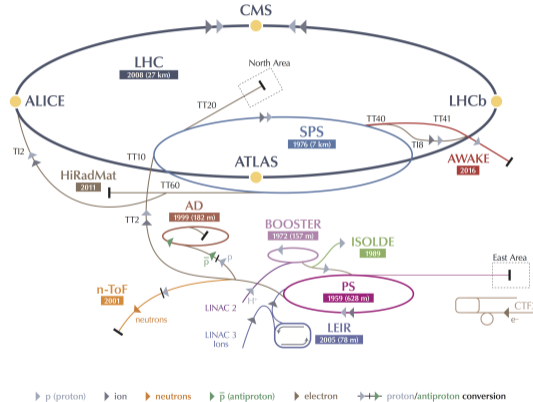 CMS
LHC
2008 (27 km)
North Area
ALICE
TT20
LHCb
TT40
TT41
SPS
1976 (7 km)
TI8
TI2
TT10
ATLAS
AWAKE
2016
HiRadMat
2011
TT60
AD
1999 (182 m)
TT2
BOOSTER
1972 (157 m)
ISOLDE
1989
p
p̅
East Area
n-ToF
2001
PS
1959 (628 m)
H⁺
LINAC 2
neutrons
CTF
e⁻
LINAC 3
Ions
LEIR
2005 (78 m)
p (proton)
ion
neutrons
p̅ (antiproton)
electron
proton/antiproton conversion